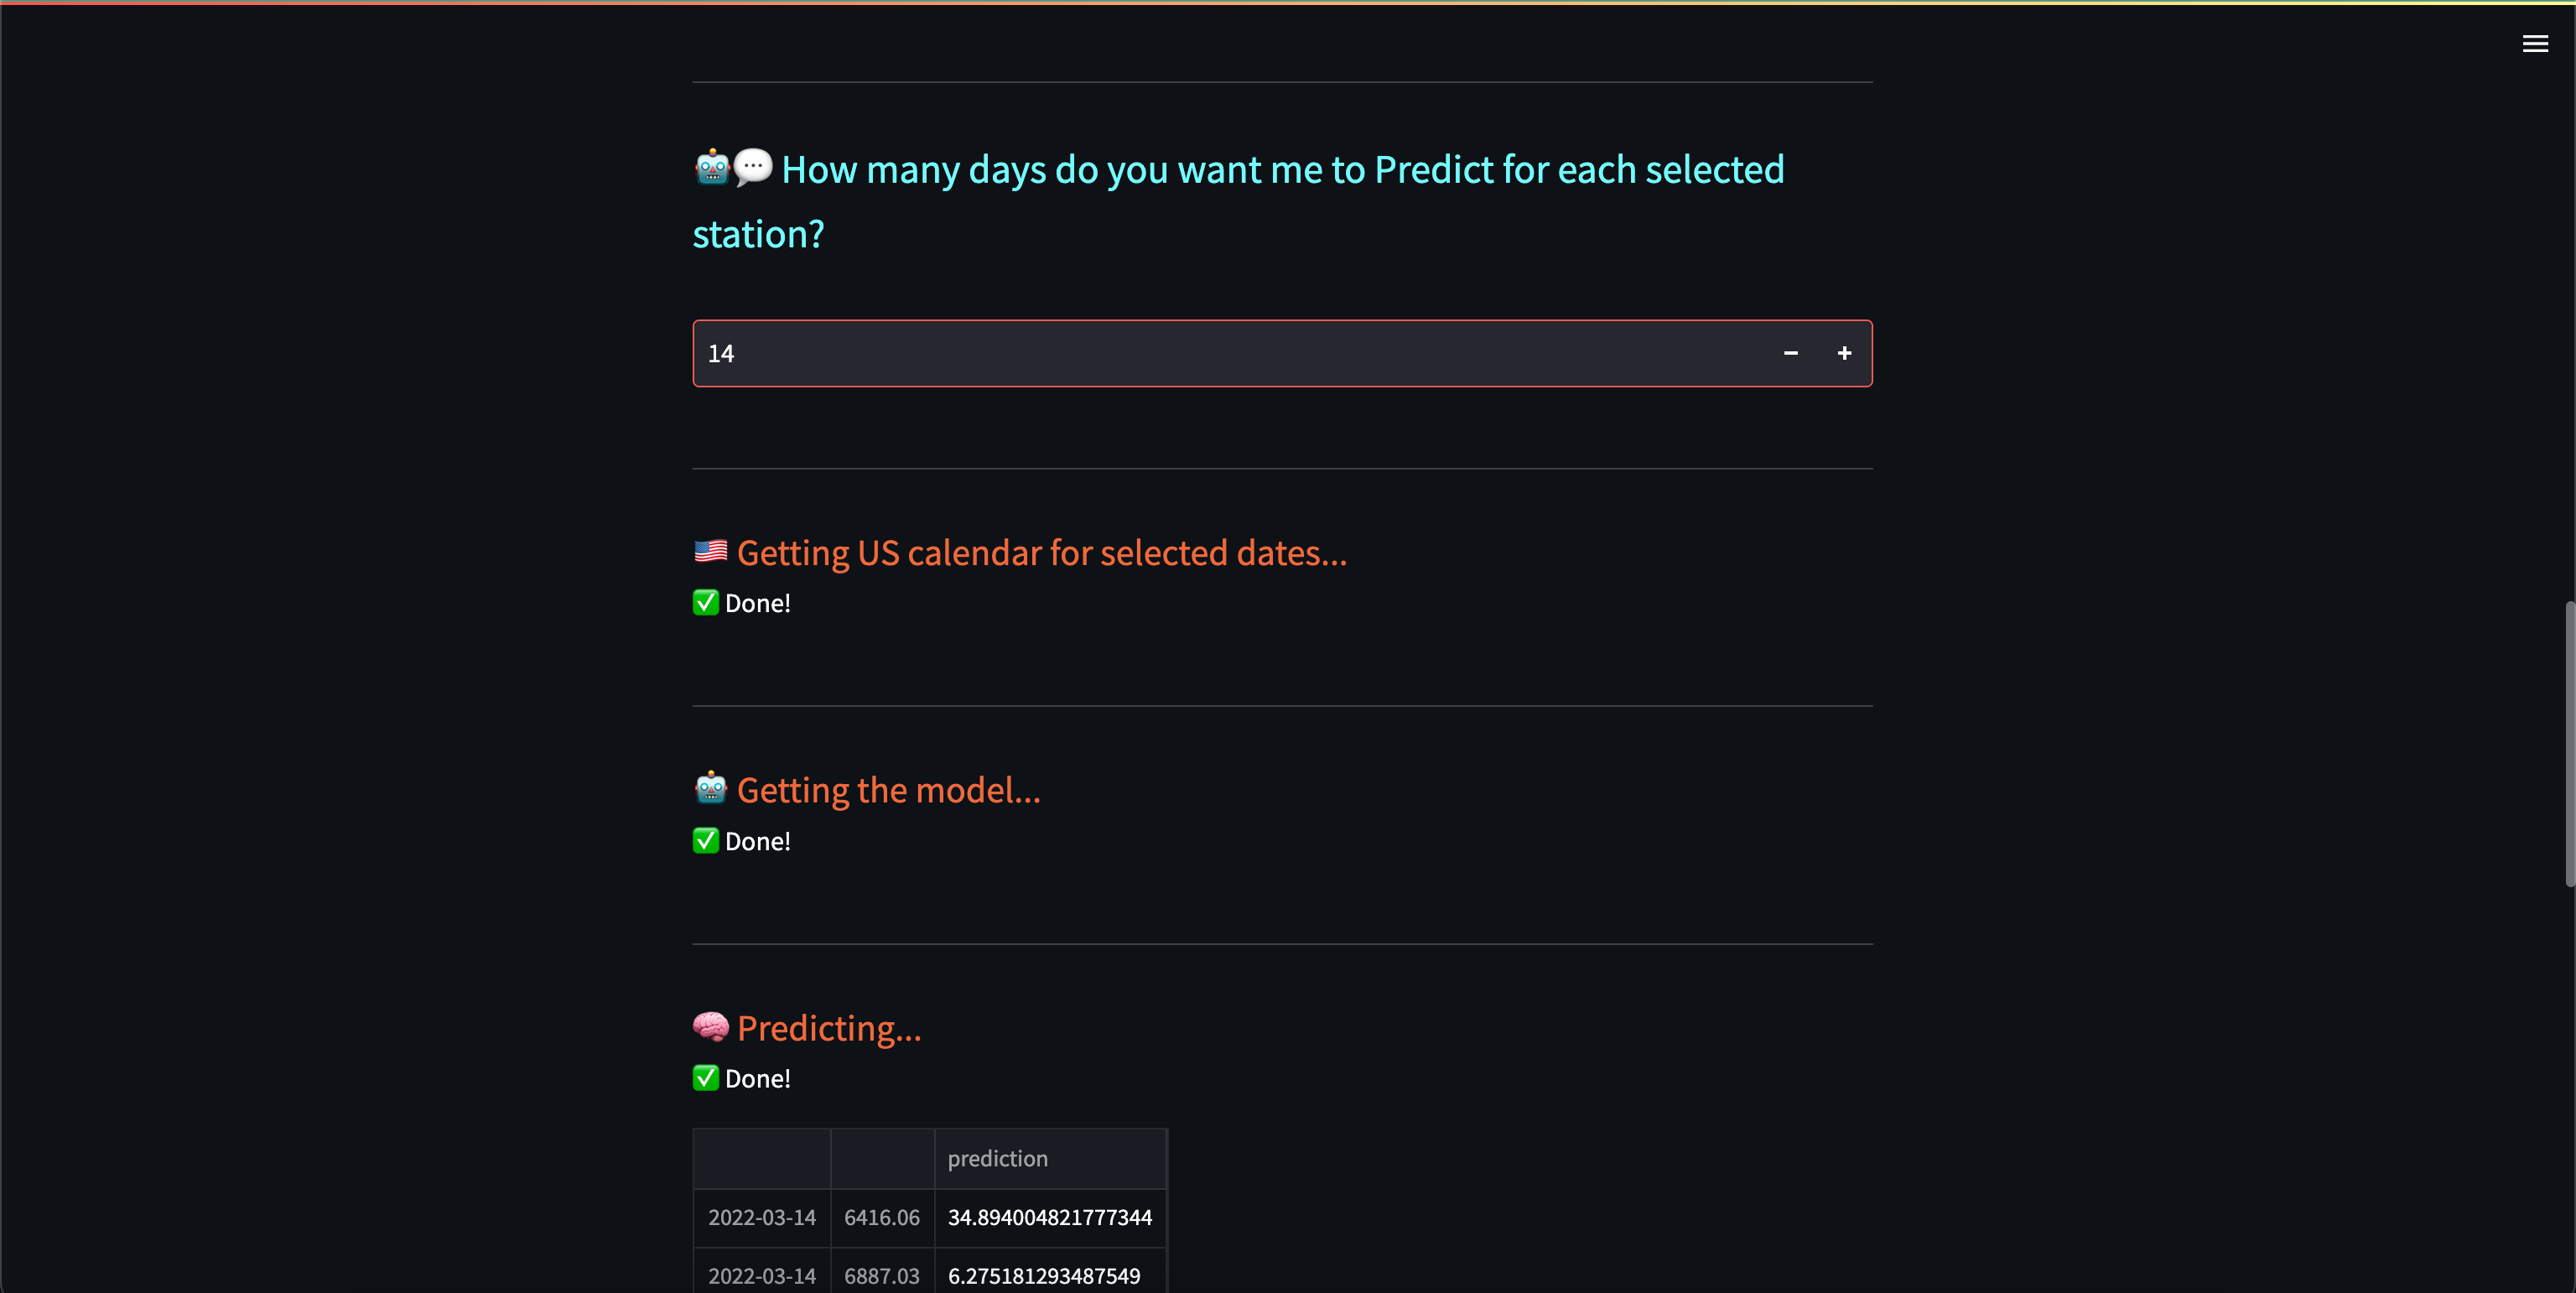 🤖💬 How many days do you want me to Predict for each selected
station?
14 − +
🇺🇸 Getting US calendar for selected dates...
✅ Done!
🤖 Getting the model...
✅ Done!
🧠 Predicting...
✅ Done!
prediction
2022-03-14 6416.06 34.894004821777344
2022-03-14 6887.03 6.275181293487549